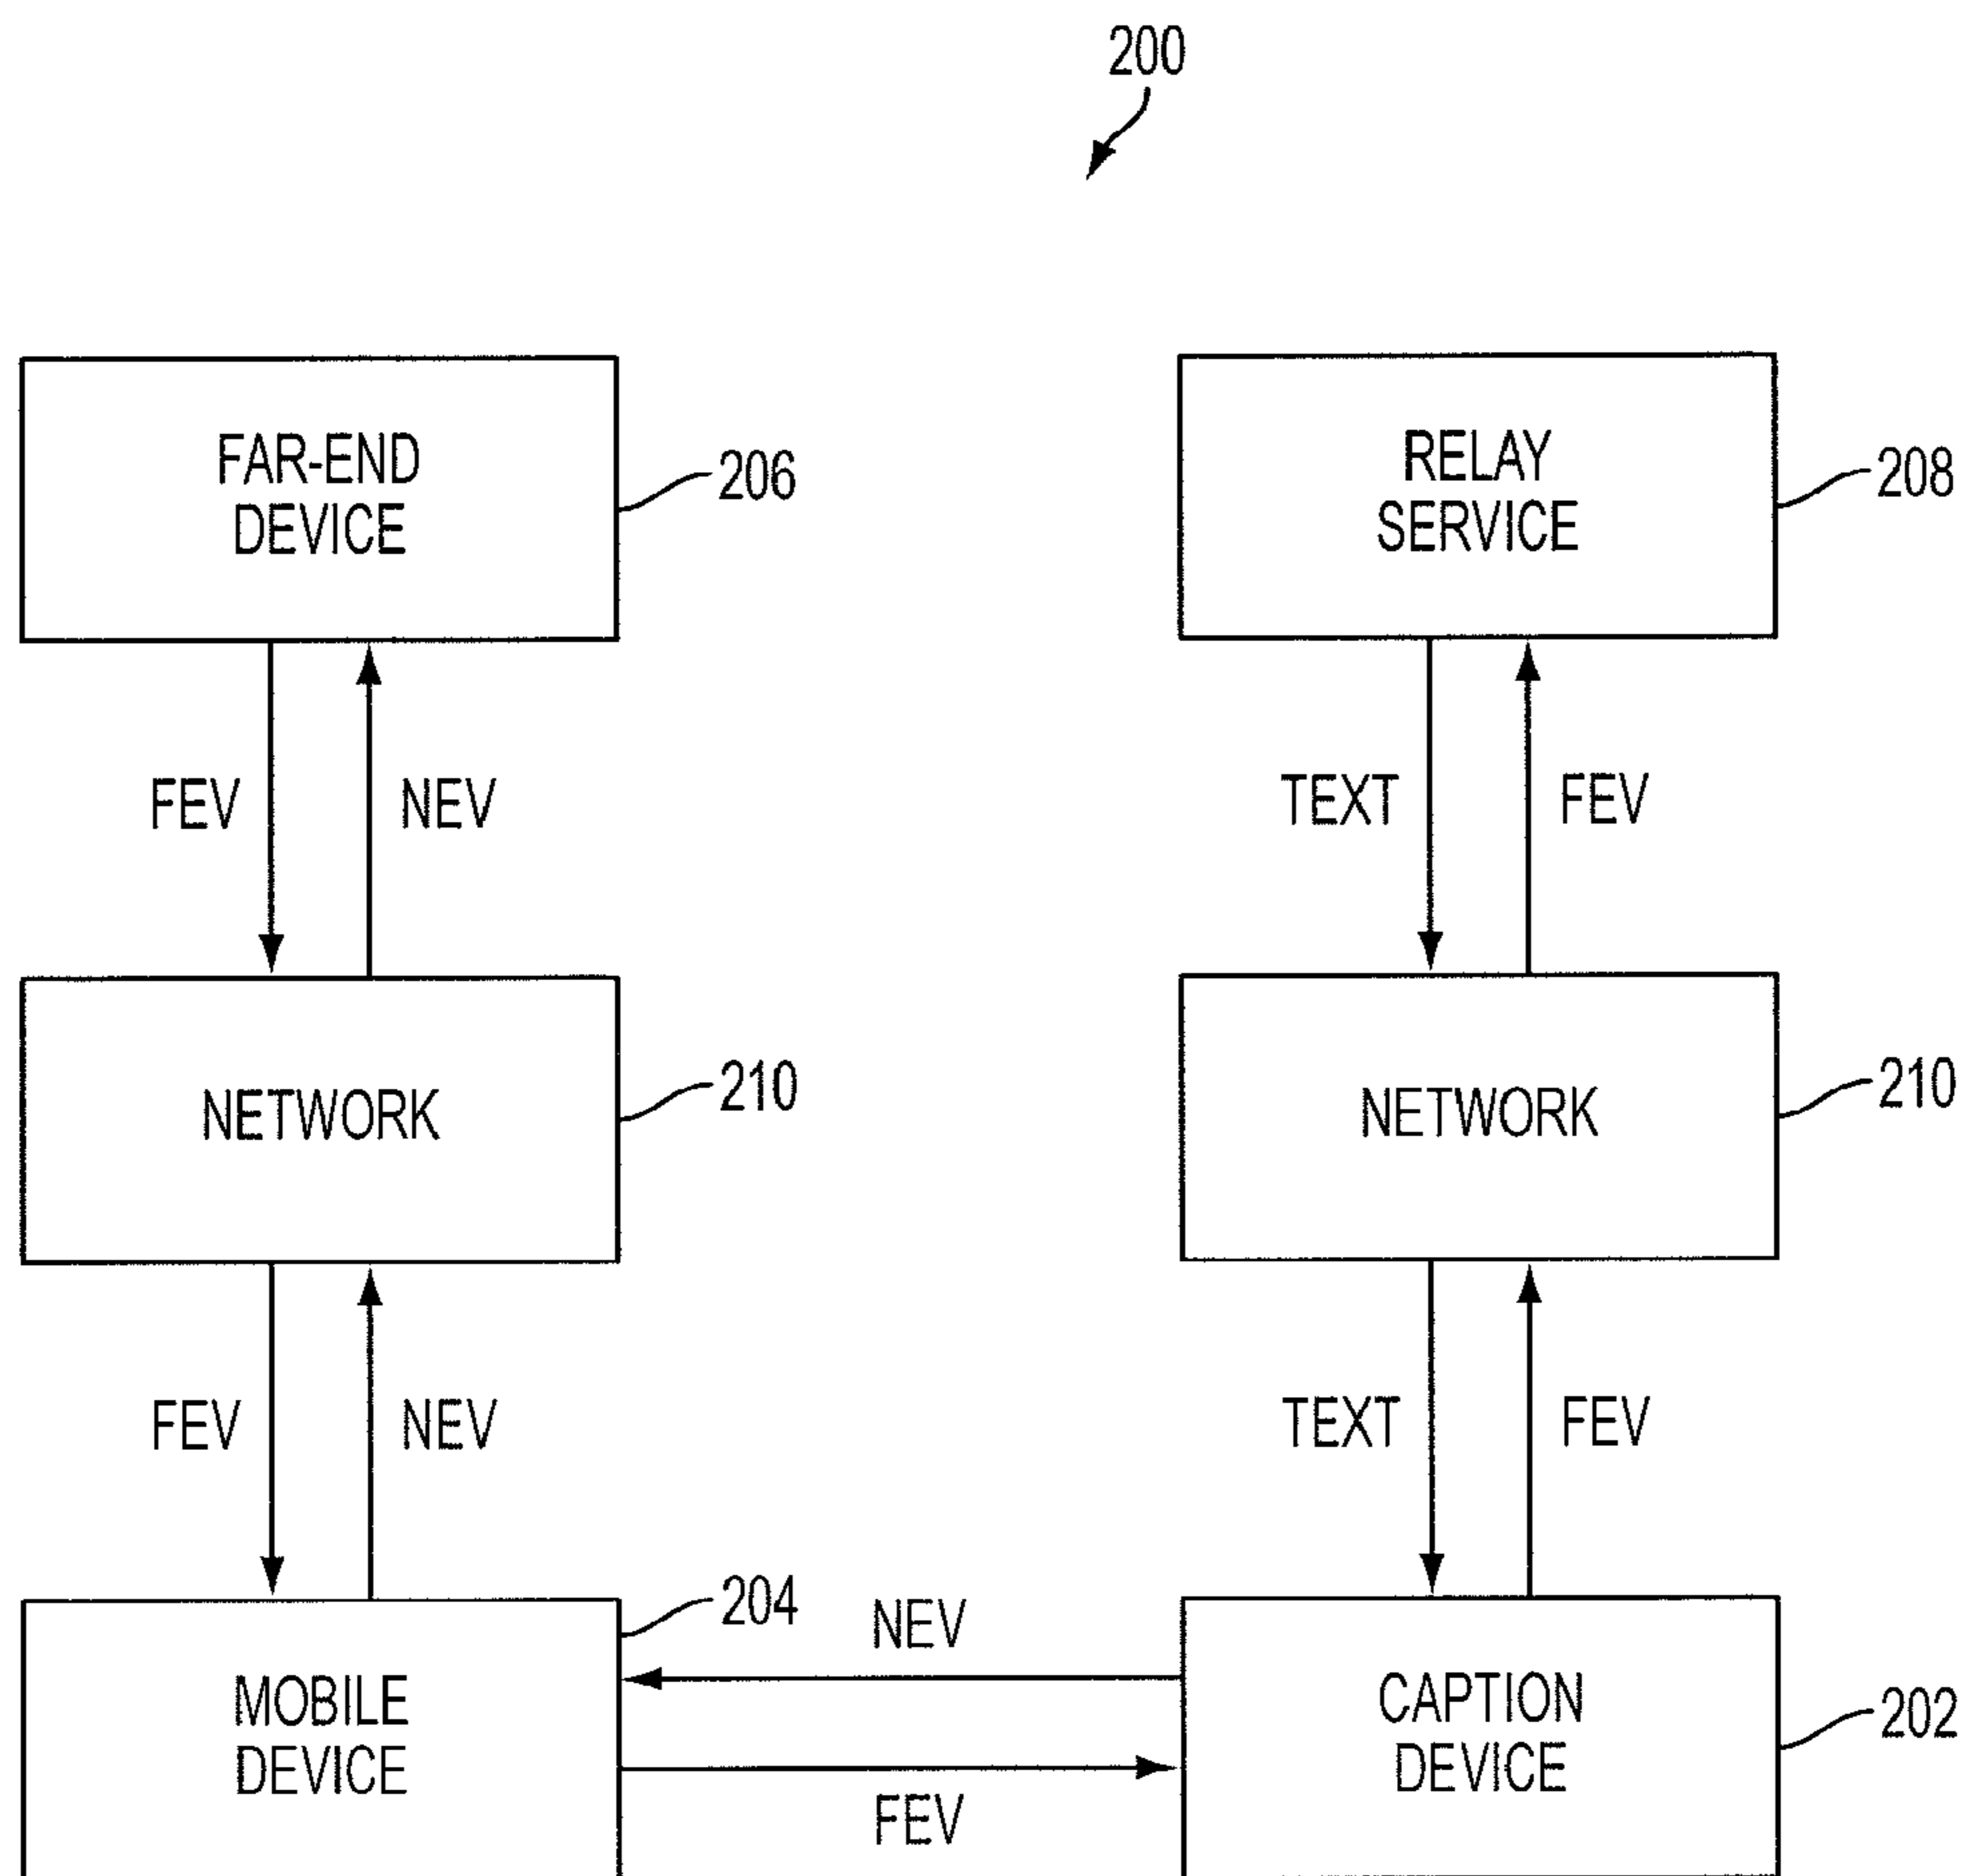 200
FAR-END
DEVICE
206
RELAY
SERVICE
208
FEV
NEV
TEXT
FEV
NETWORK
210
NETWORK
210
FEV
NEV
TEXT
FEV
MOBILE
DEVICE
204
NEV
FEV
CAPTION
DEVICE
202